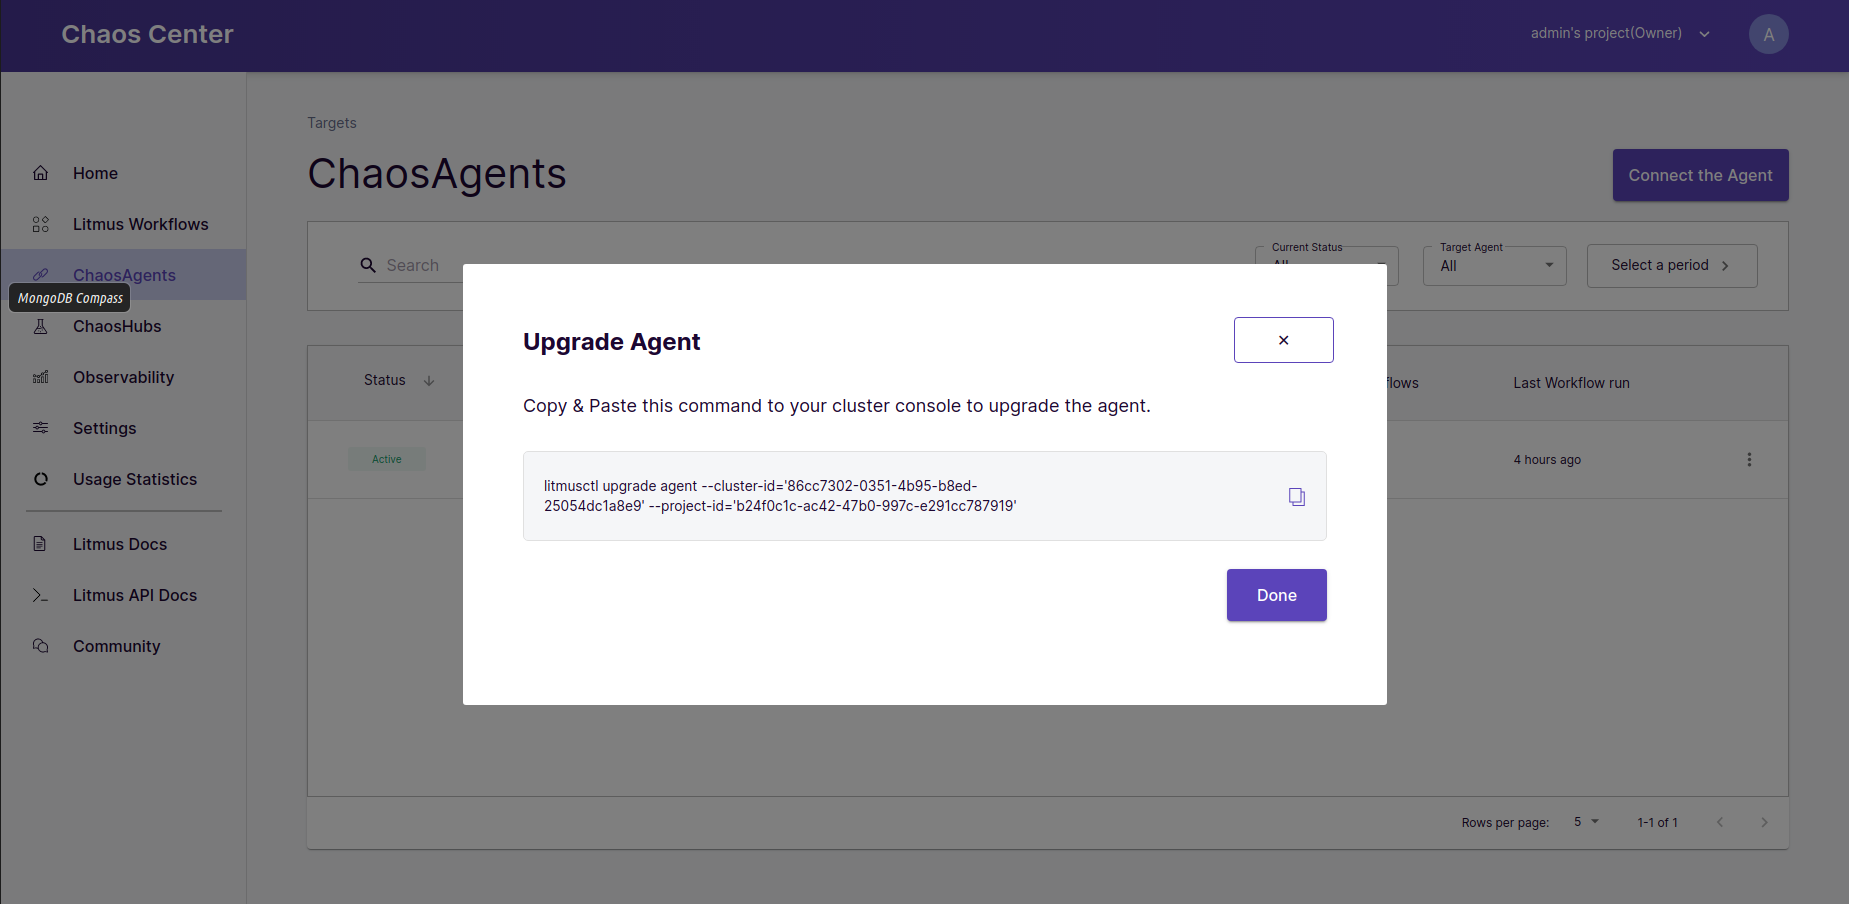 Chaos Center
admin's project(Owner)
A
Targets
ChaosAgents
Connect the Agent
Home
Litmus Workflows
ChaosAgents
MongoDB Compass
ChaosHubs
Observability
Settings
Usage Statistics
Litmus Docs
Litmus API Docs
Community
Search
Current Status
All
Target Agent
All
Select a period
Status
Last Workflow run
Active
4 hours ago
Upgrade Agent
×
Copy & Paste this command to your cluster console to upgrade the agent.
litmusctl upgrade agent --cluster-id='86cc7302-0351-4b95-b8ed-
25054dc1a8e9' --project-id='b24f0c1c-ac42-47b0-997c-e291cc787919'
Done
Rows per page:
5
1-1 of 1